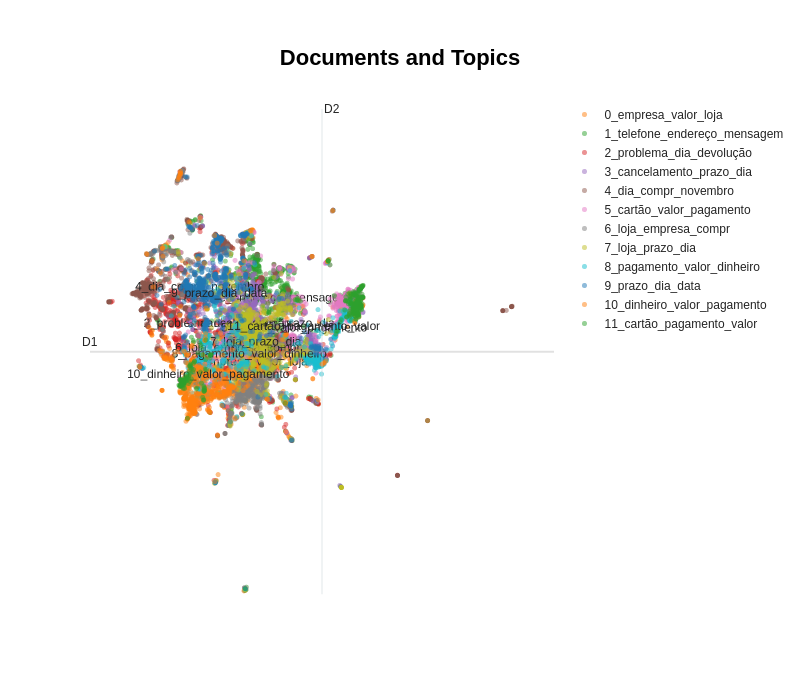 Documents and Topics
D2
D1
0_empresa_valor_loja
1_telefone_endereço_mensagem
2_problema_dia_devolução
3_cancelamento_prazo_dia
4_dia_compr_novembro
5_cartão_valor_pagamento
6_loja_empresa_compr
7_loja_prazo_dia
8_pagamento_valor_dinheiro
9_prazo_dia_data
10_dinheiro_valor_pagamento
11_cartão_pagamento_valor
9_prazo_dia_data
11_cartão_pagamento_valor
7_loja_prazo_dia
8_pagamento_valor_dinheiro
10_dinheiro_valor_pagamento